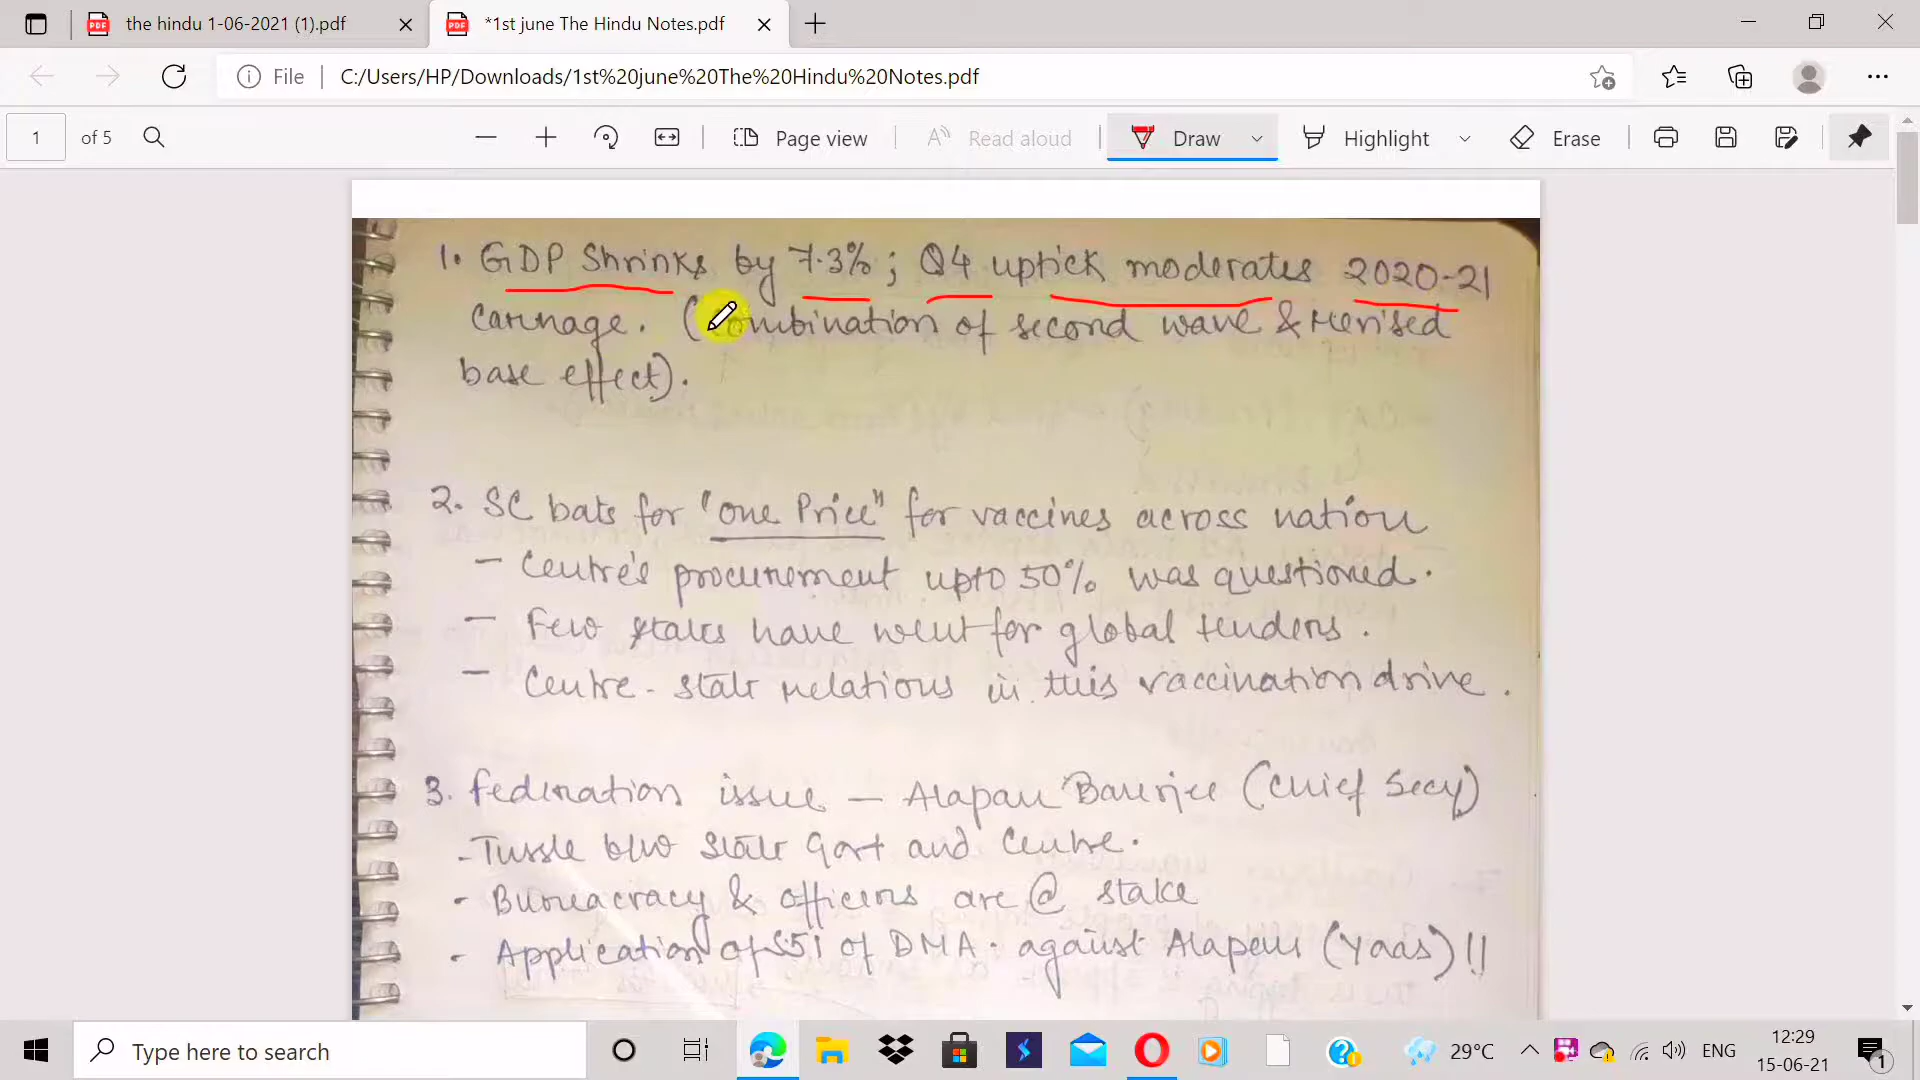 the hindu 1-06-2021 (1).pdf
*1st june The Hindu Notes.pdf
File
C:/Users/HP/Downloads/1st%20june%20The%20Hindu%20Notes.pdf
1 of 5
Page view
Read aloud
Draw
Highlight
Erase
1. GDP Shrinks by 7.3% ; Q4 uptick moderates 2020-21
carnage. (combination of second wave & revised
base effect).
2. SC bats for "one Price" for vaccines across nation
- Centre's procurement upto 50% was questioned.
- Few states have went for global tenders.
- Centre-state relations in this vaccination drive.
3. Federation issue - Alapan Banerjee (Chief Secy)
- Tussle b/w State Govt and Centre.
- Bureacracy & officers are @ stake
- Application of S51 of DMA. against Alapan (Yaas)!!
Type here to search
29°C
ENG
12:29
15-06-21
1